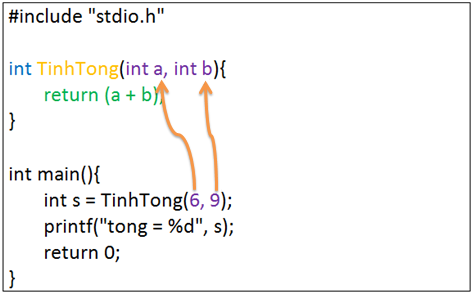 #include "stdio.h"
int TinhTong(int a, int b){
return (a + b);
}
int main(){
int s = TinhTong(6, 9);
printf("tong = %d", s);
return 0;
}